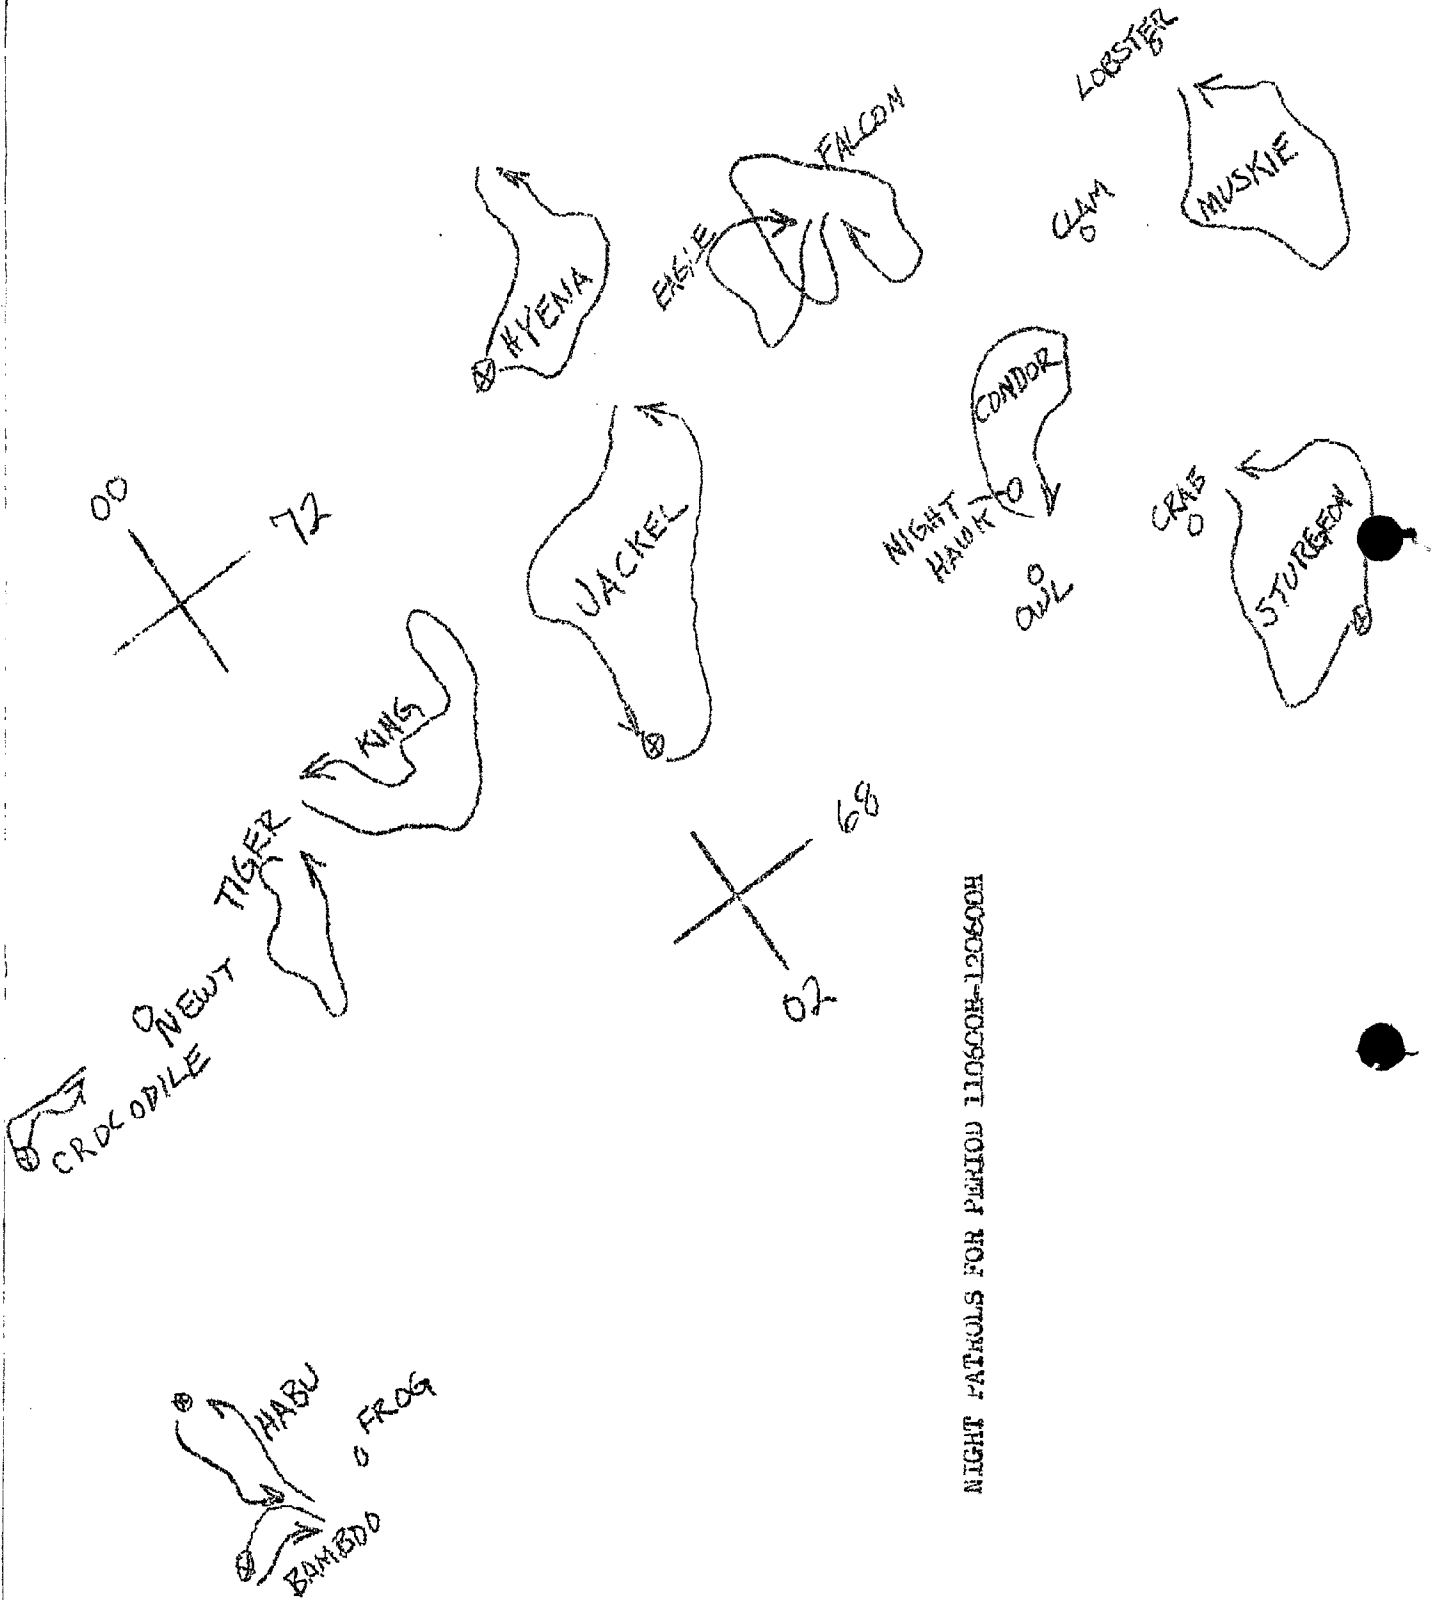 LOBSTER
FALCON
MUSKIE
CLAM
EAGLE
HYENA
CONDOR
00
72
NIGHT
HAWK
CRAB
STURGEON
JACKEL
OWL
KING
TIGER
68
02
NEWT
CROCODILE
HABU
FROG
BAMBOO
NIGHT PATROLS FOR PERIOD 110600H-120600H